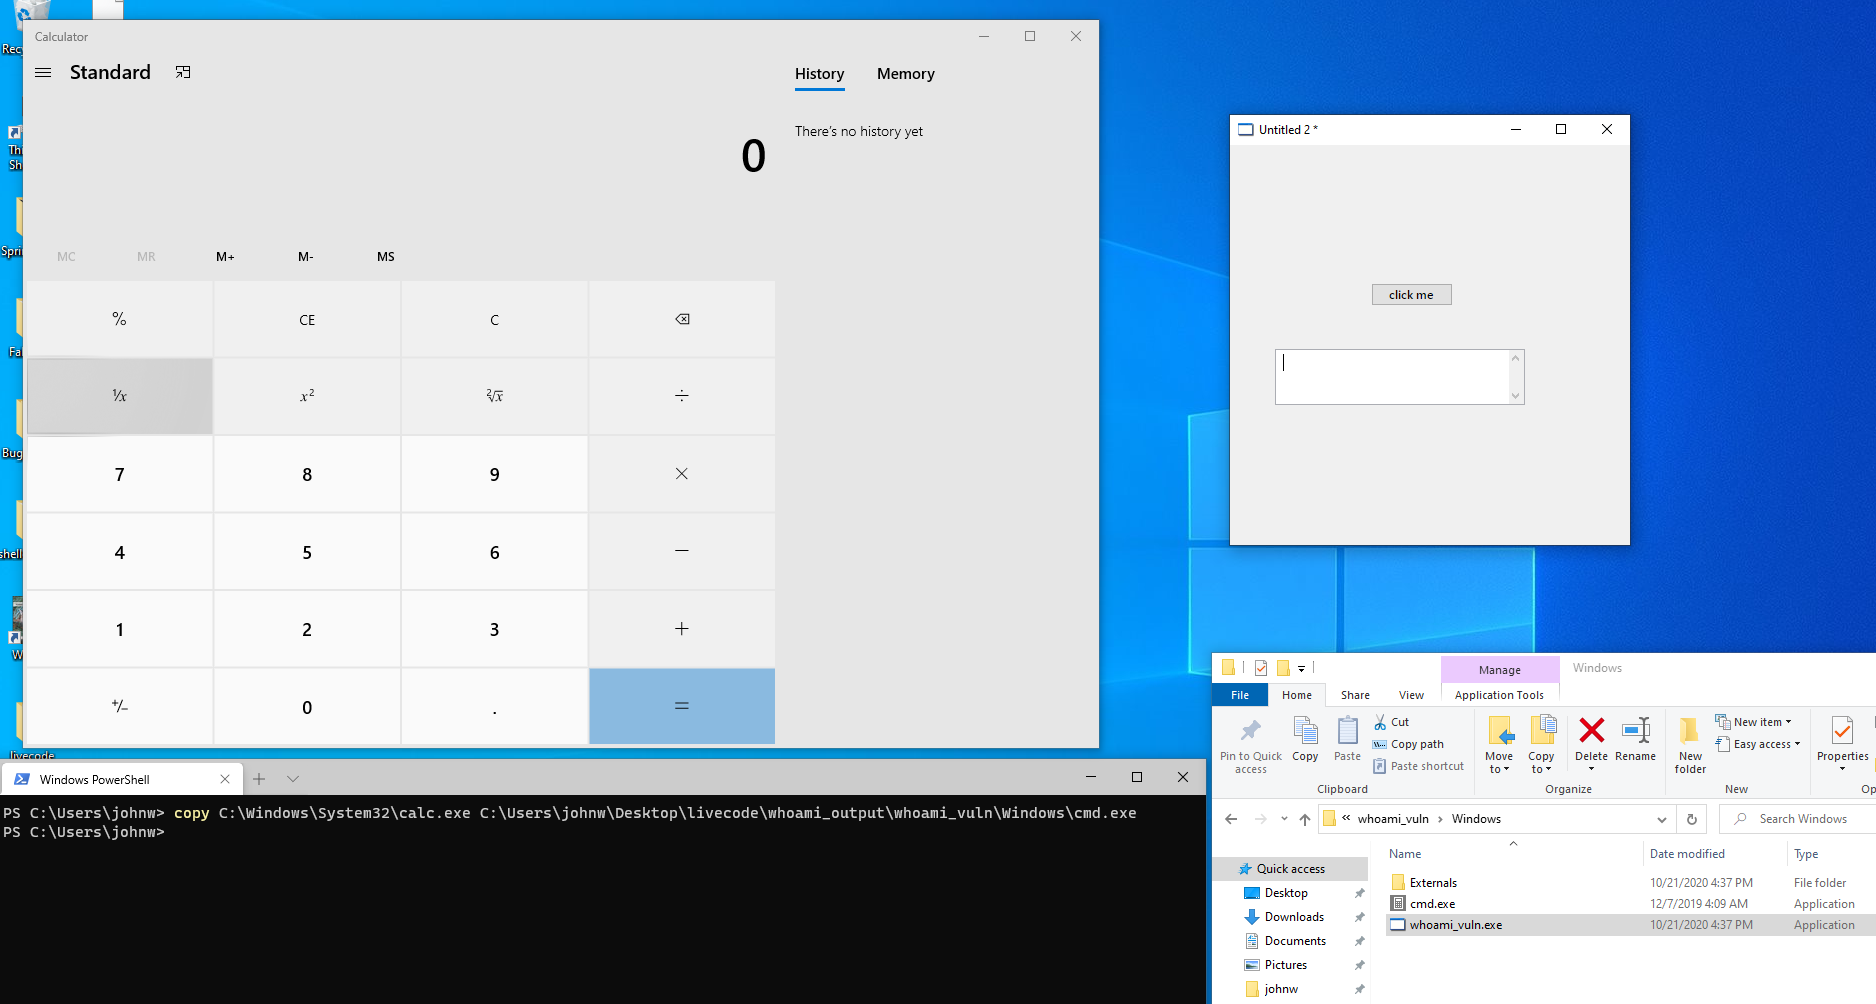 Recy
Thi
Sh
Spri
Fal
Bug
shell
W
livecode
Calculator
Standard
History
Memory
There's no history yet
0
MC MR M+ M- MS
% CE C
¹⁄x x² ²√x ÷
7 8 9 ×
4 5 6 −
1 2 3 +
+/− 0 . =
Untitled 2 *
click me
Windows PowerShell
PS C:\Users\johnw> copy C:\Windows\System32\calc.exe C:\Users\johnw\Desktop\livecode\whoami_output\whoami_vuln\Windows\cmd.exe
PS C:\Users\johnw>
Manage
Windows
File Home Share View Application Tools
Pin to Quick
access
Copy
Paste
Cut
Copy path
Paste shortcut
Clipboard
Move
to
Copy
to
Delete
Rename
Organize
New
folder
New item
Easy access
New
Properties
Op
« whoami_vuln › Windows
Search Windows
Quick access
Desktop
Downloads
Documents
Pictures
johnw
Name Date modified Type
Externals 10/21/2020 4:37 PM File folder
cmd.exe 12/7/2019 4:09 AM Application
whoami_vuln.exe 10/21/2020 4:37 PM Application